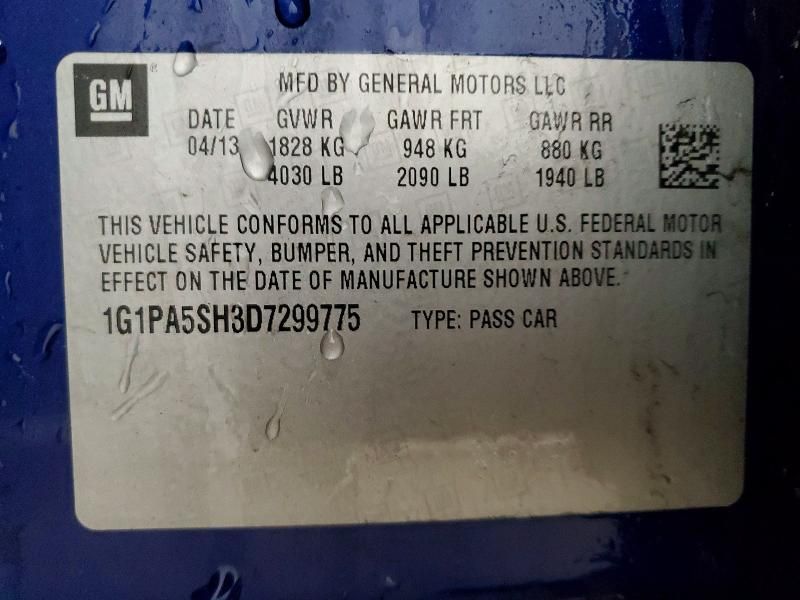 GM
MFD BY GENERAL MOTORS LLC
DATE GVWR GAWR FRT GAWR RR
04/13 1828 KG 948 KG 880 KG
4030 LB 2090 LB 1940 LB
THIS VEHICLE CONFORMS TO ALL APPLICABLE U.S. FEDERAL MOTOR
VEHICLE SAFETY, BUMPER, AND THEFT PREVENTION STANDARDS IN
EFFECT ON THE DATE OF MANUFACTURE SHOWN ABOVE.
1G1PA5SH3D7299775 TYPE: PASS CAR